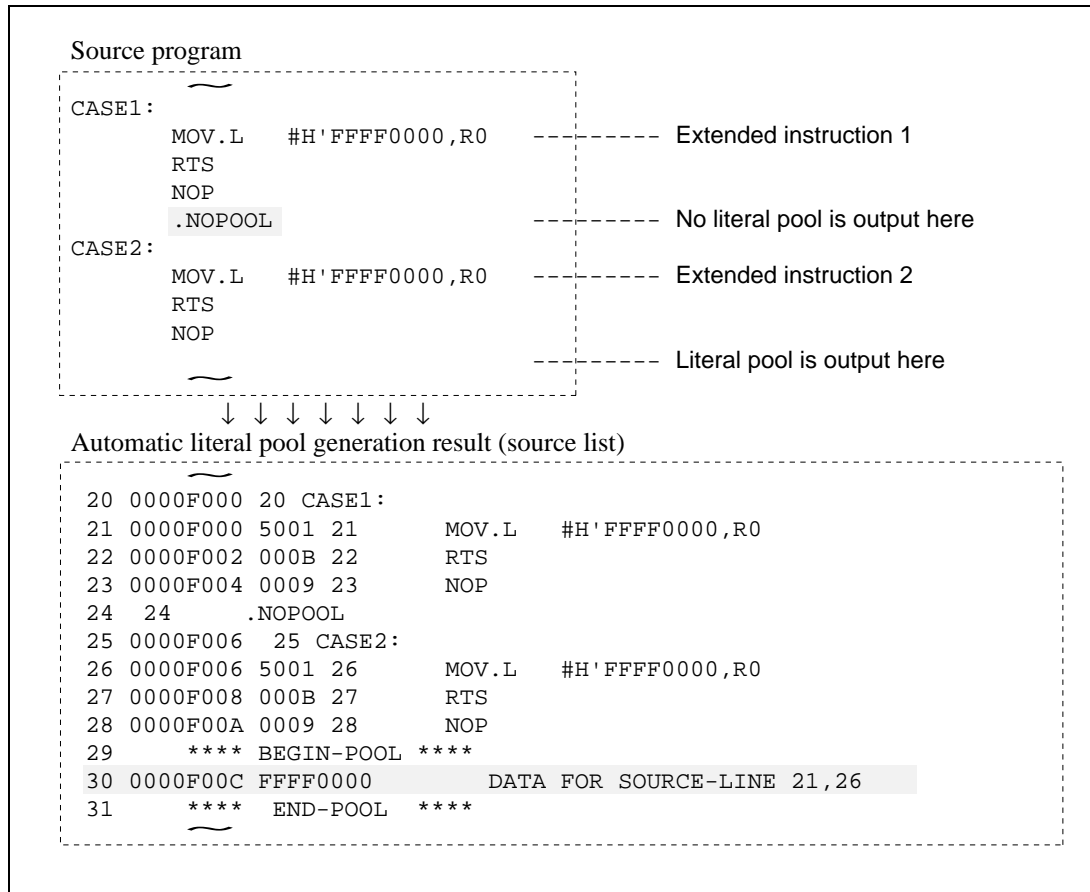 Source program
CASE1:
MOV.L #H'FFFF0000,R0 --------- Extended instruction 1
RTS
NOP
.NOPOOL --------- No literal pool is output here
CASE2:
MOV.L #H'FFFF0000,R0 --------- Extended instruction 2
RTS
NOP
--------- Literal pool is output here
↓ ↓ ↓ ↓ ↓ ↓ ↓
Automatic literal pool generation result (source list)
20 0000F000 20 CASE1:
21 0000F000 5001 21 MOV.L #H'FFFF0000,R0
22 0000F002 000B 22 RTS
23 0000F004 0009 23 NOP
24 24 .NOPOOL
25 0000F006 25 CASE2:
26 0000F006 5001 26 MOV.L #H'FFFF0000,R0
27 0000F008 000B 27 RTS
28 0000F00A 0009 28 NOP
29 **** BEGIN-POOL ****
30 0000F00C FFFF0000 DATA FOR SOURCE-LINE 21,26
31 **** END-POOL ****